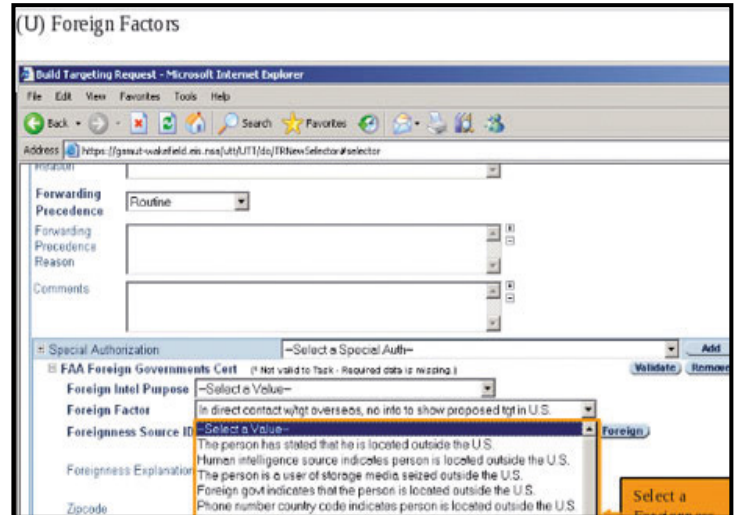 (U) Foreign Factors
Build Targeting Request - Microsoft Internet Explorer
File Edit View Favorites Tools Help
Back Search Favorites
Address https://gamut-wakefield.eis.nsa/utt/UTT/do/TRNewSelector#selector
Forwarding Precedence Routine
Forwarding Precedence Reason
Comments
Special Authorization --Select a Special Auth-- Add
FAA Foreign Governments Cert (* Not valid to Task - Required data is missing.) Validate Remove
Foreign Intel Purpose --Select a Value--
Foreign Factor In direct contact w/tgt overseas, no info to show proposed tgt in U.S.
Foreignness Source ID --Select a Value-- Foreign
The person has stated that he is located outside the U.S.
Human intelligence source indicates person is located outside the U.S.
Foreignness Explanation The person is a user of storage media seized outside the U.S.
Foreign govt indicates that the person is located outside the U.S.
Zipcode Phone number country code indicates person is located outside the U.S.
Select a